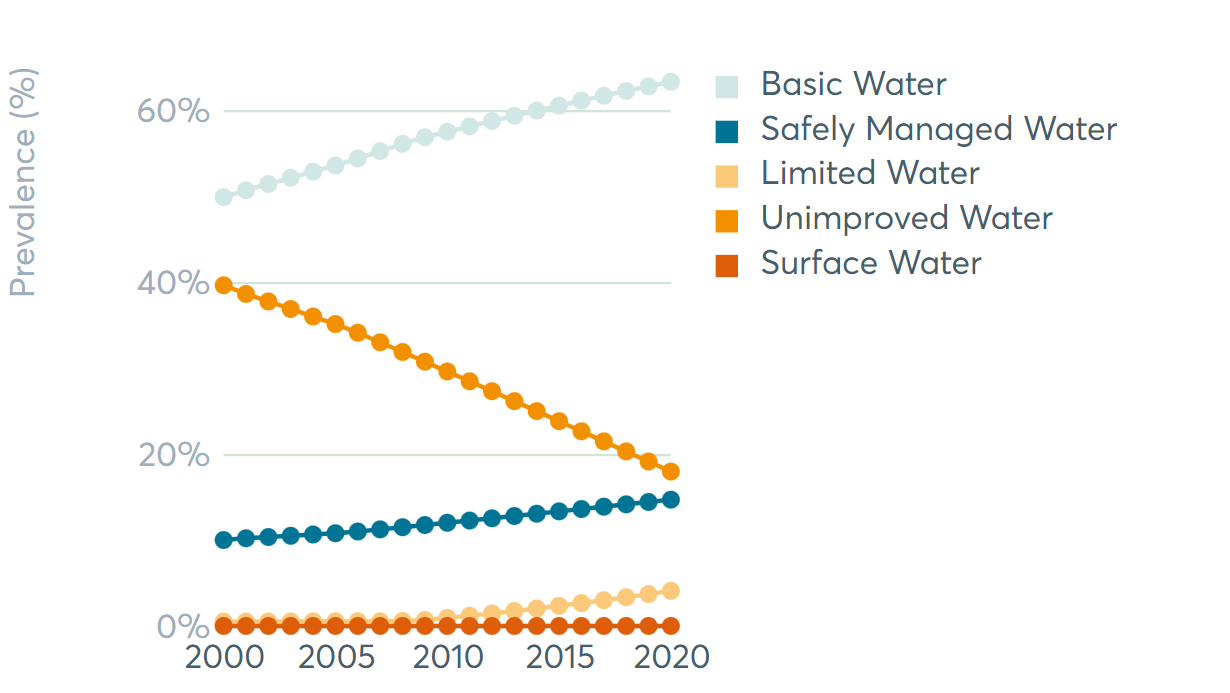 Prevalence (%)
60%
40%
20%
0%
2000 2005 2010 2015 2020
Basic Water
Safely Managed Water
Limited Water
Unimproved Water
Surface Water